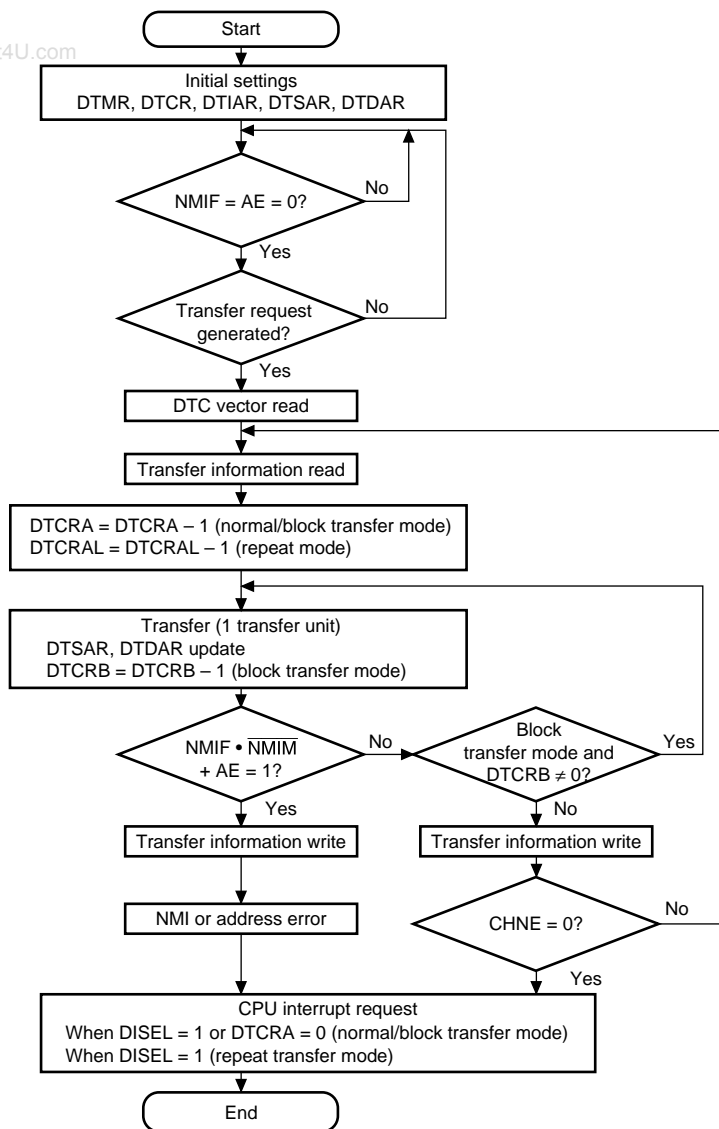 Start
4U.com
Initial settings
DTMR, DTCR, DTIAR, DTSAR, DTDAR
NMIF = AE = 0?
No
Yes
Transfer request
generated?
No
Yes
DTC vector read
Transfer information read
DTCRA = DTCRA – 1 (normal/block transfer mode)
DTCRAL = DTCRAL – 1 (repeat mode)
Transfer (1 transfer unit)
DTSAR, DTDAR update
DTCRB = DTCRB – 1 (block transfer mode)
NMIF • N̅M̅I̅M̅
+ AE = 1?
No
Yes
Block
transfer mode and
DTCRB ≠ 0?
Yes
No
Transfer information write
Transfer information write
NMI or address error
CHNE = 0?
No
Yes
CPU interrupt request
When DISEL = 1 or DTCRA = 0 (normal/block transfer mode)
When DISEL = 1 (repeat transfer mode)
End